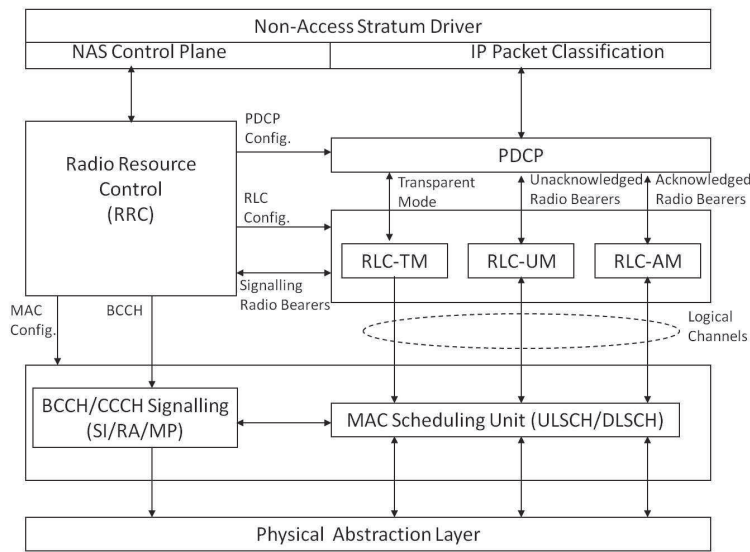 Non-Access Stratum Driver
NAS Control Plane
IP Packet Classification
PDCP
Config.
Radio Resource
Control
(RRC)
PDCP
Transparent
Mode
Unacknowledged
Radio Bearers
Acknowledged
Radio Bearers
RLC
Config.
RLC-TM
RLC-UM
RLC-AM
Signalling
Radio Bearers
MAC
Config.
BCCH
Logical
Channels
BCCH/CCCH Signalling
(SI/RA/MP)
MAC Scheduling Unit (ULSCH/DLSCH)
Physical Abstraction Layer